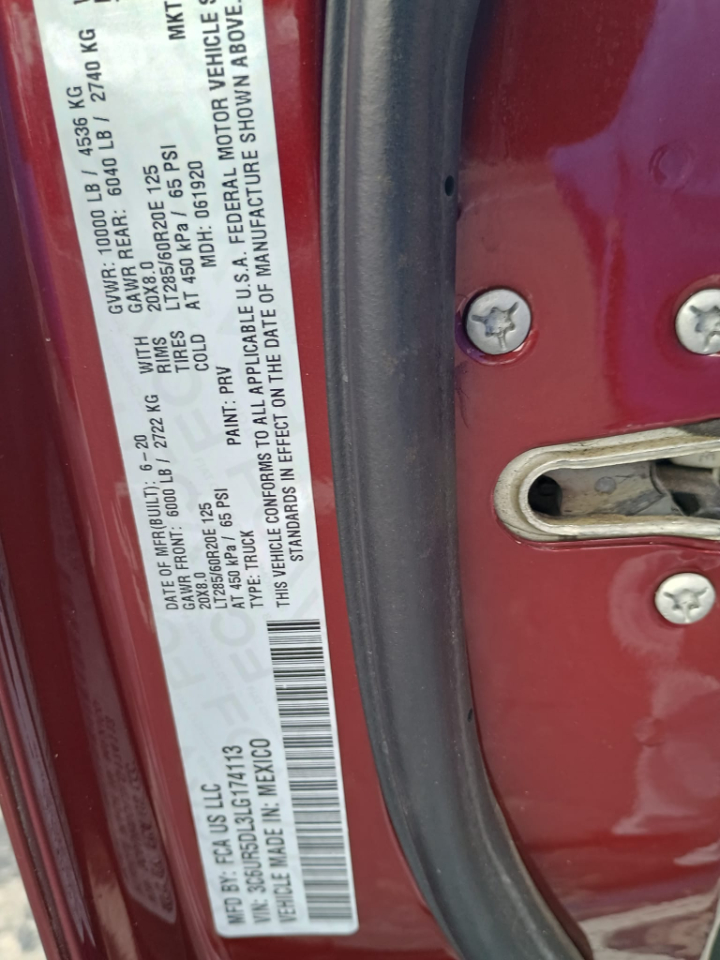 MFD BY: FCA US LLC
DATE OF MFR(BUILT): 6-20
GVWR: 10000 LB / 4536 KG
GAWR FRONT: 6000 LB / 2722 KG
WITH
GAWR REAR: 6040 LB / 2740 KG
20X8.0
RIMS
20X8.0
LT285/60R20E 125
TIRES
LT285/60R20E 125
AT 450 kPa / 65 PSI
COLD
AT 450 kPa / 65 PSI
VIN: 3C6UR5DL3LG174113
TYPE: TRUCK
PAINT: PRV
MDH: 061920
MKT
VEHICLE MADE IN: MEXICO
THIS VEHICLE CONFORMS TO ALL APPLICABLE U.S.A. FEDERAL MOTOR VEHICLE S
STANDARDS IN EFFECT ON THE DATE OF MANUFACTURE SHOWN ABOVE.